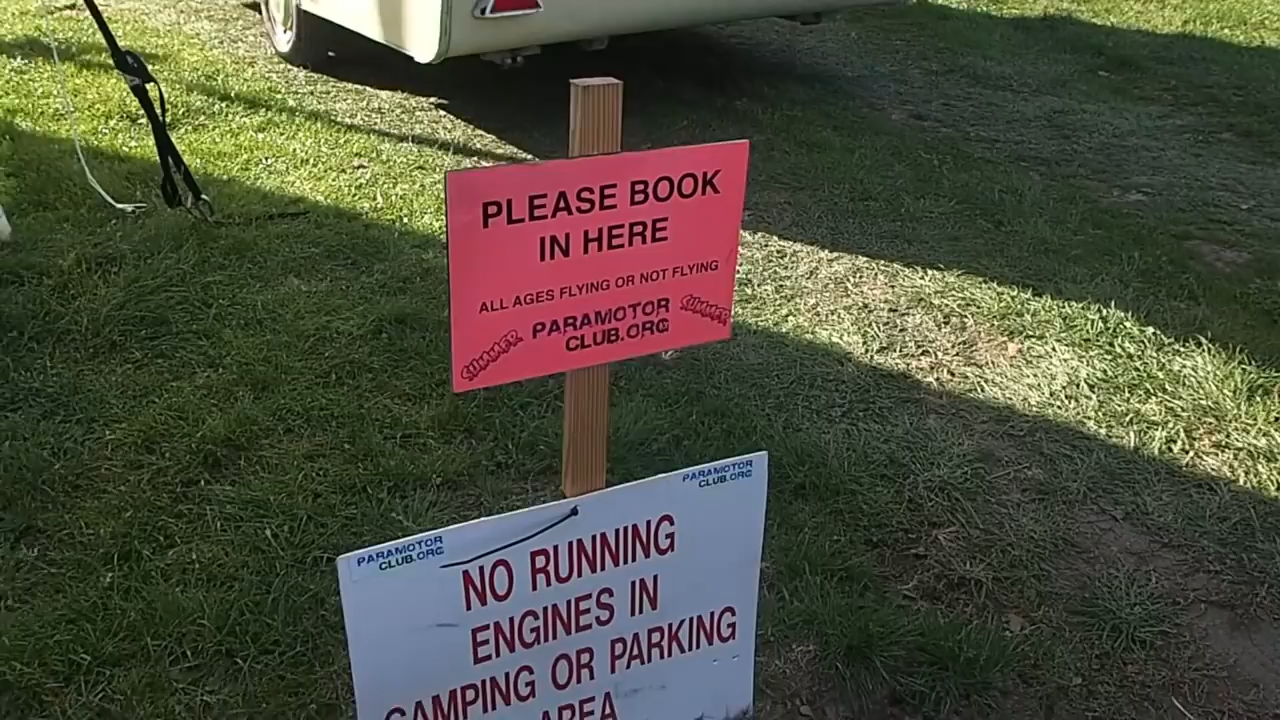 PLEASE BOOK
IN HERE
ALL AGES FLYING OR NOT FLYING
SUMMER PARAMOTOR SUMMER
CLUB.ORG
PARAMOTOR
CLUB.ORG
PARAMOTOR
CLUB.ORG
NO RUNNING
ENGINES IN
CAMPING OR PARKING
AREA